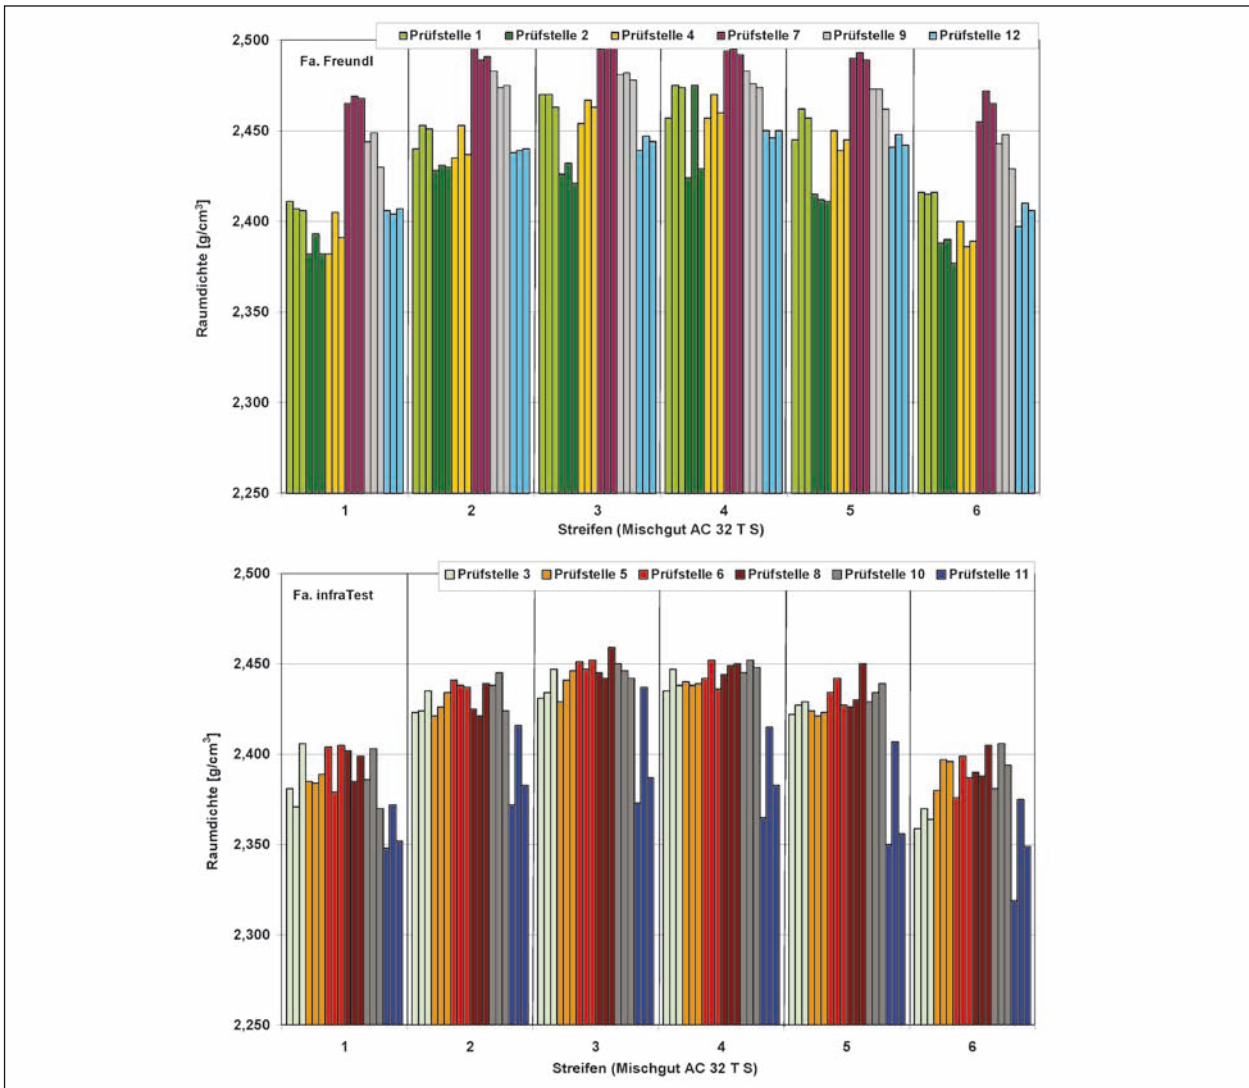 Prüfstelle 1 Prüfstelle 2 Prüfstelle 4 Prüfstelle 7 Prüfstelle 9 Prüfstelle 12
Fa. Freundl
Raumdichte [g/cm³]
2,500
2,450
2,400
2,350
2,300
2,250
1 2 3 4 5 6
Streifen (Mischgut AC 32 T S)
Prüfstelle 3 Prüfstelle 5 Prüfstelle 6 Prüfstelle 8 Prüfstelle 10 Prüfstelle 11
Fa. infraTest
Raumdichte [g/cm³]
2,500
2,450
2,400
2,350
2,300
2,250
1 2 3 4 5 6
Streifen (Mischgut AC 32 T S)